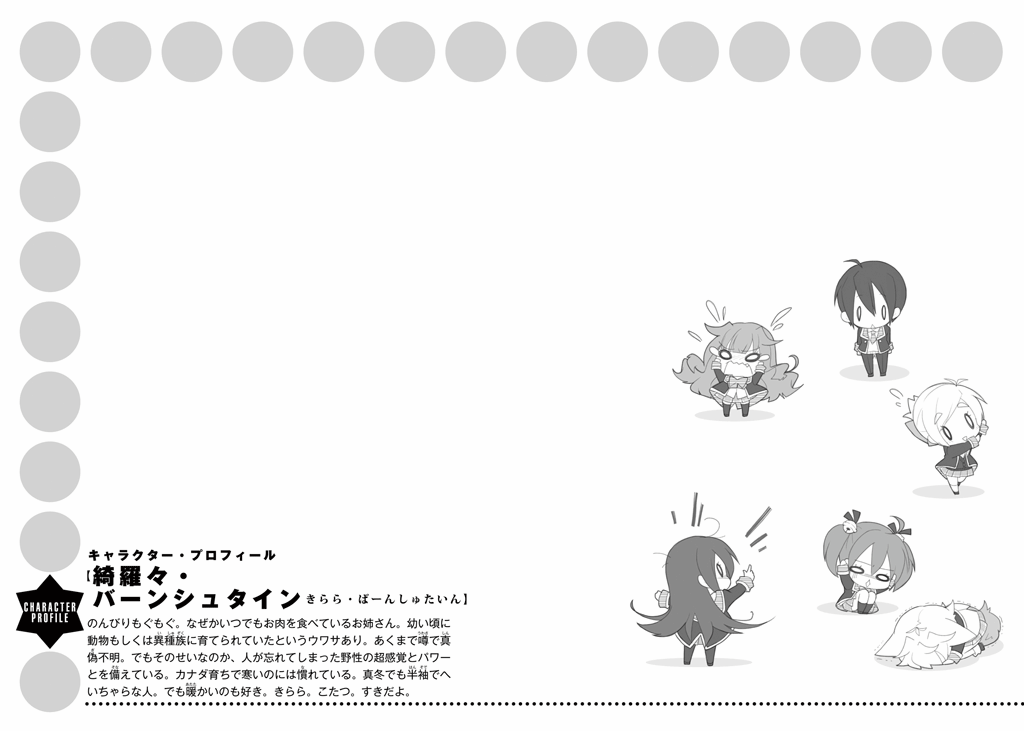 キャラクター・プロフィール
【綺羅々・
バーンシュタイン きらら・ばーんしゅたいん】
CHARACTER
PROFILE
のんびりもぐもぐ。なぜかいつでもお肉を食べているお姉さん。幼い頃に
動物もしくは異種族に育てられていたというウワサあり。あくまで噂で真
偽不明。でもそのせいなのか、人が忘れてしまった野性の超感覚とパワー
とを備えている。カナダ育ちで寒いのには慣れている。真冬でも半袖でへ
いちゃらな人。でも暖かいのも好き。きらら。こたつ。すきだよ。